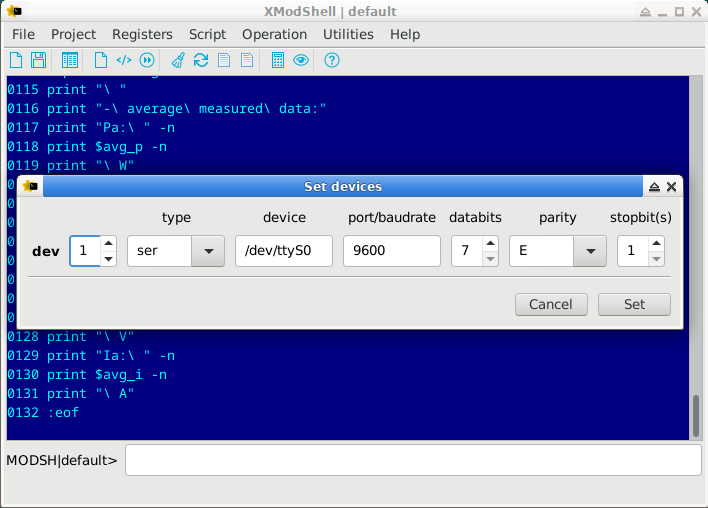 XModShell | default
File Project Registers Script Operation Utilities Help
0115 print "\ "
0116 print "-\ average\ measured\ data:"
0117 print "Pa:\ " -n
0118 print $avg_p -n
0119 print "\ W"
Set devices
type device port/baudrate databits parity stopbit(s)
dev 1 ser /dev/ttyS0 9600 7 E 1
Cancel Set
0128 print "\ V"
0129 print "Ia:\ " -n
0130 print $avg_i -n
0131 print "\ A"
0132 :eof
MODSH|default>